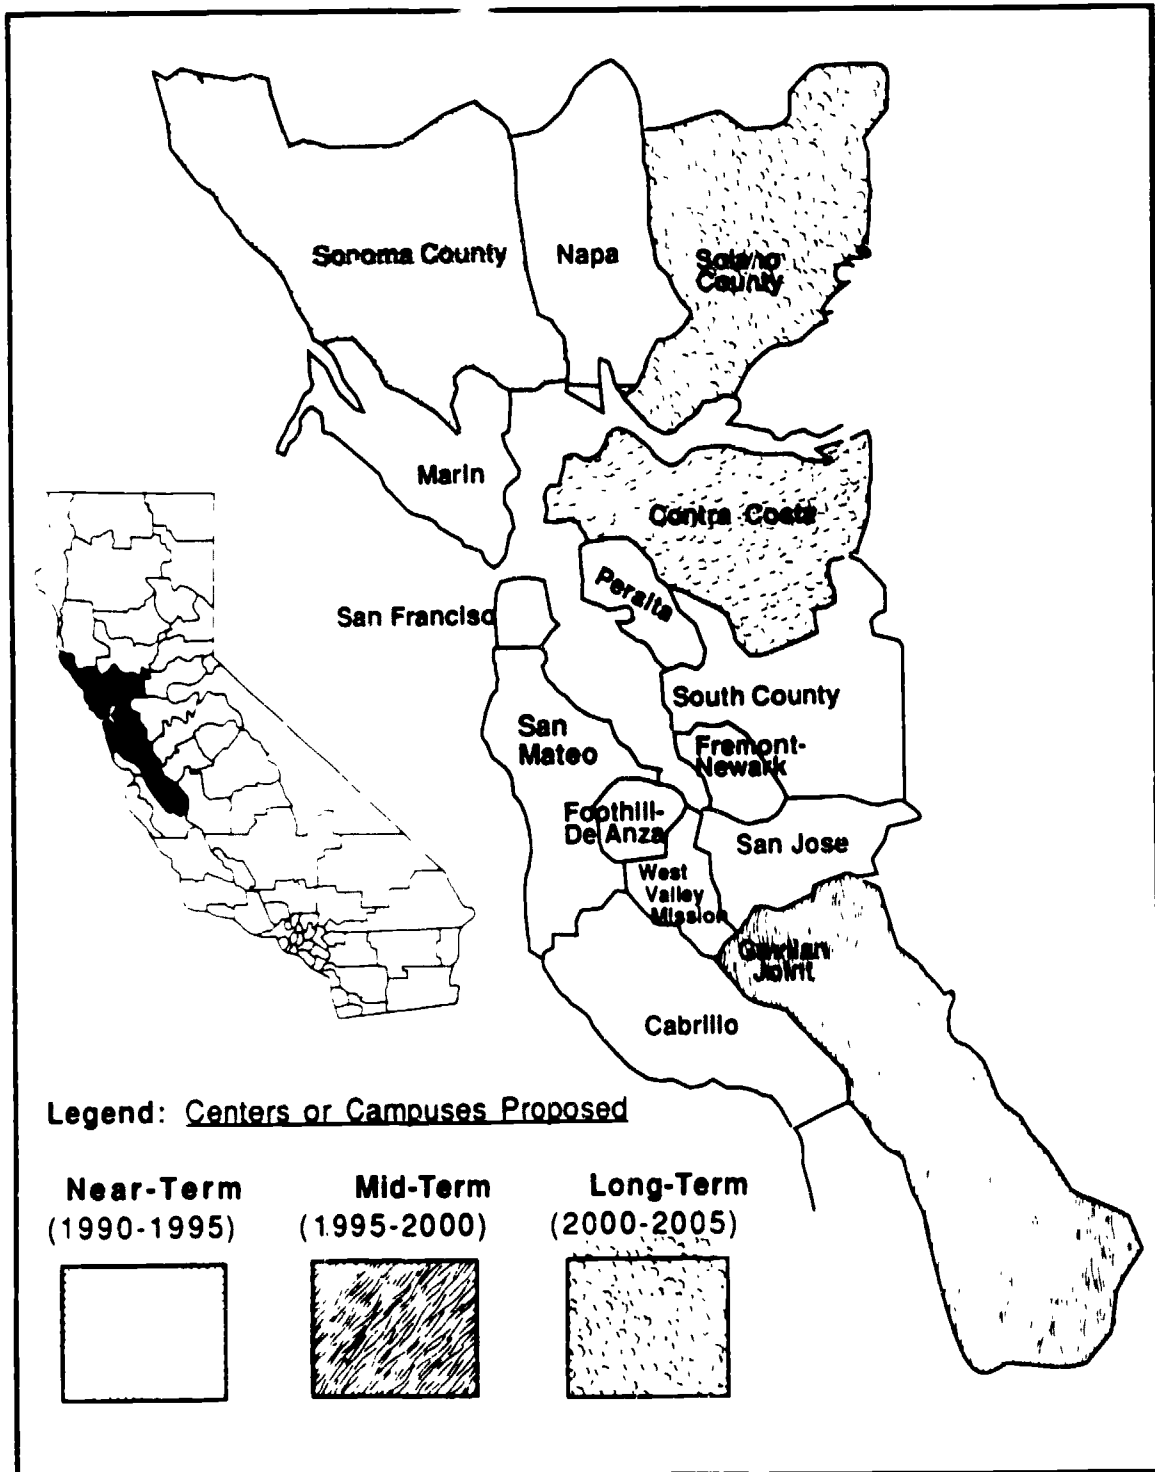 Sonoma County
Napa
Solano
County
Marin
Contra Costa
Peralta
San Franciso
South County
San
Mateo
Fremont-
Newark
Foothill-
De Anza
San Jose
West
Valley
Mission
Gavilan
Joint
Cabrillo
Legend: Centers or Campuses Proposed
Near-Term
(1990-1995)
Mid-Term
(1995-2000)
Long-Term
(2000-2005)